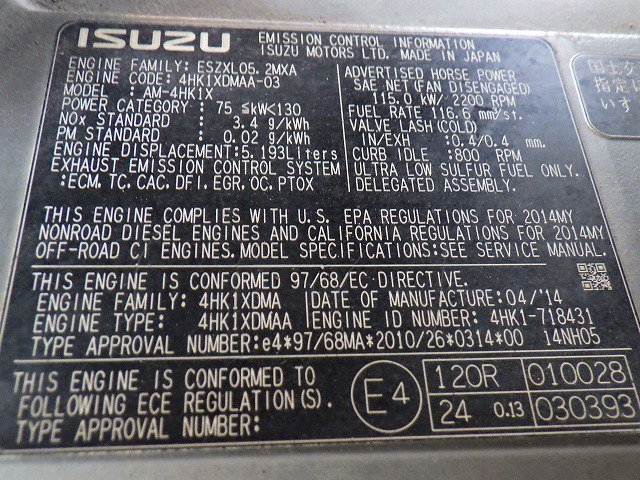 ISUZU EMISSION CONTROL INFORMATION
ISUZU MOTORS LTD. MADE IN JAPAN
ENGINE FAMILY: ESZXL05.2MXA
ENGINE CODE: 4HK1XDMAA-03
MODEL : AM-4HK1X
POWER CATEGORY : 75 ≦kW<130
NOx STANDARD : 3.4 g/kWh
PM STANDARD : 0.02 g/kWh
ENGINE DISPLACEMENT: 5.193Liters
EXHAUST EMISSION CONTROL SYSTEM
:ECM, TC, CAC, DFI, EGR, OC, PTOX
ADVERTISED HORSE POWER
SAE NET (FAN DISENGAGED)
115.0 kW/ 2200 RPM
FUEL RATE 116.6 mm³/st.
VALVE LASH (COLD)
IN/EXH :0.4/0.4 mm.
CURB IDLE :800 RPM
ULTRA LOW SULFUR FUEL ONLY.
DELEGATED ASSEMBLY.
THIS ENGINE COMPLIES WITH U.S. EPA REGULATIONS FOR 2014MY
NONROAD DIESEL ENGINES AND CALIFORNIA REGULATIONS FOR 2014MY
OFF-ROAD CI ENGINES. MODEL SPECIFICATIONS:SEE SERVICE MANUAL.
THIS ENGINE IS CONFORMED 97/68/EC DIRECTIVE.
ENGINE FAMILY: 4HK1XDMA DATE OF MANUFACTURE: 04/'14
ENGINE TYPE: 4HK1XDMAA ENGINE ID NUMBER: 4HK1-718431
TYPE APPROVAL NUMBER: e4*97/68MA*2010/26*0314*00 14NH05
THIS ENGINE IS CONFORMED TO
FOLLOWING ECE REGULATION(S).
TYPE APPROVAL NUMBER:
E4
120R 010028
24 0.13 030393
国土交
指定
いす